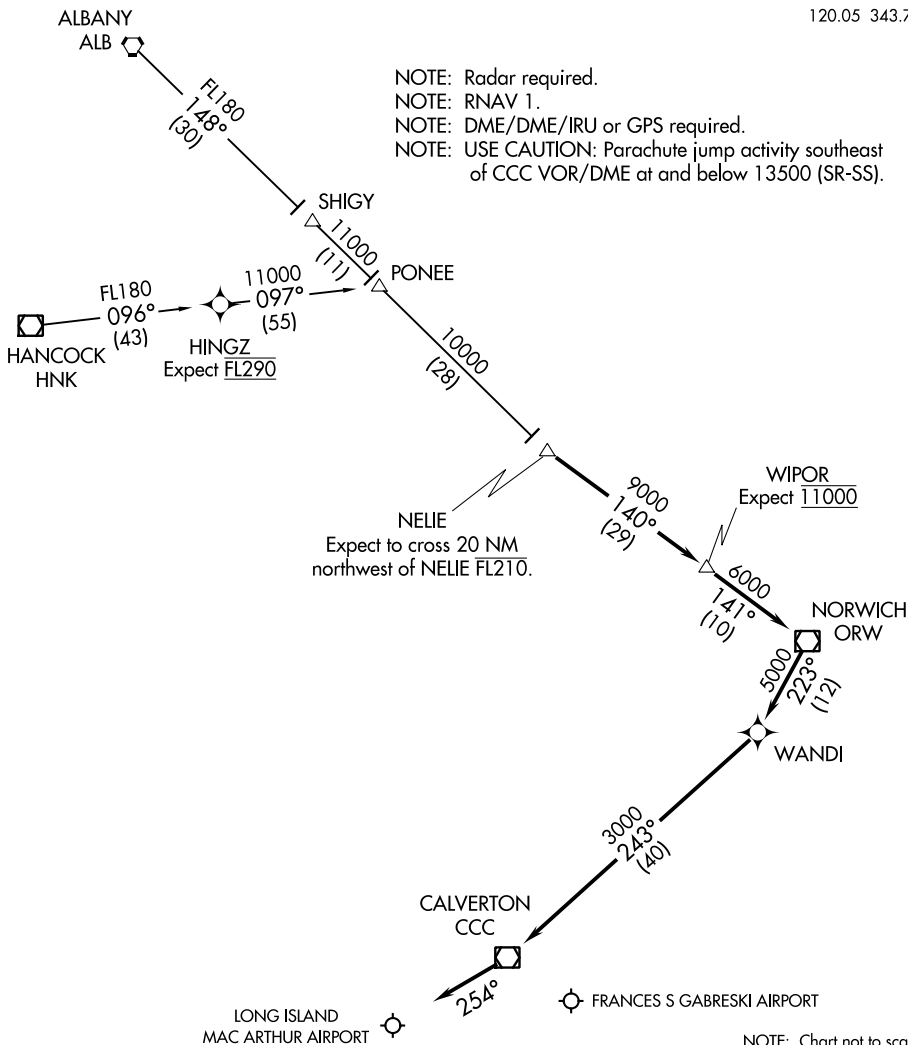 120.05 343.7
ALBANY
ALB
FL180
148°
(30)
NOTE: Radar required.
NOTE: RNAV 1.
NOTE: DME/DME/IRU or GPS required.
NOTE: USE CAUTION: Parachute jump activity southeast
of CCC VOR/DME at and below 13500 (SR-SS).
SHIGY
11000
(11)
PONEE
FL180
096°
(43)
11000
097°
(55)
HANCOCK
HNK
HINGZ
Expect FL290
10000
(28)
NELIE
Expect to cross 20 NM
northwest of NELIE FL210.
9000
140°
(29)
WIPOR
Expect 11000
6000
141°
(10)
NORWICH
ORW
5000
223°
(12)
WANDI
3000
243°
(40)
CALVERTON
CCC
254°
FRANCES S GABRESKI AIRPORT
LONG ISLAND
MAC ARTHUR AIRPORT
NOTE: Chart not to